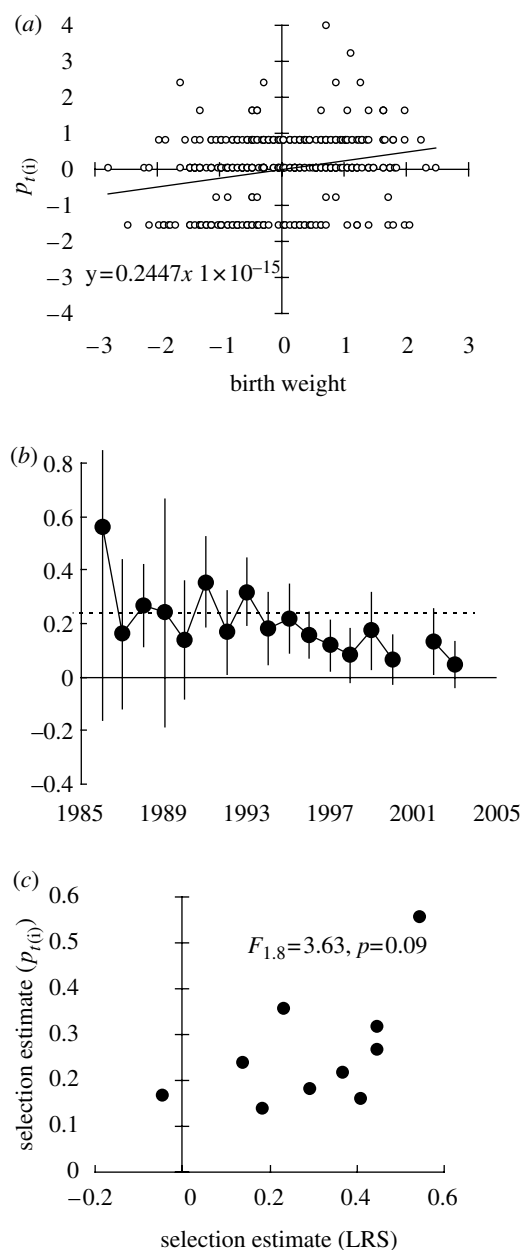 (a)
4
3
2
1
0
−1
−2
−3
−4
p_t(i)
y=0.2447x 1×10^−15
−3 −2 −1 0 1 2 3
birth weight
(b)
0.8
0.6
0.4
0.2
0
−0.2
−0.4
1985 1989 1993 1997 2001 2005
(c)
0.6
0.5
0.4
0.3
0.2
0.1
0
selection estimate (p_t(i))
F_1.8=3.63, p=0.09
−0.2 0 0.2 0.4 0.6
selection estimate (LRS)